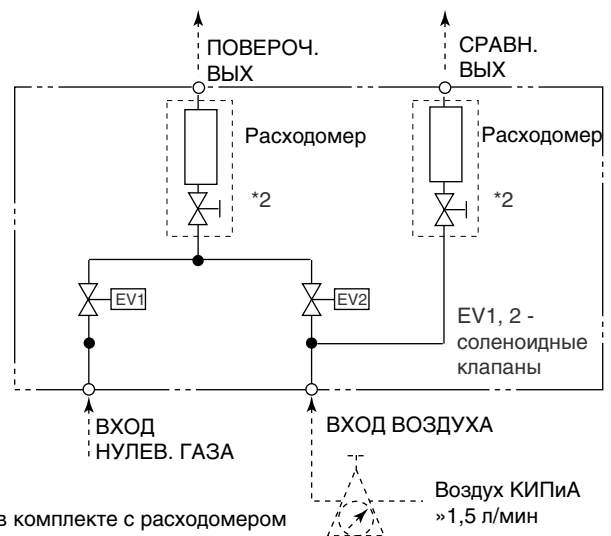 ПОВЕРОЧ.
ВЫХ
СРАВН.
ВЫХ
Расходомер
Расходомер
*2
*2
EV1
EV2
EV1, 2 -
соленоидные
клапаны
ВХОД
НУЛЕВ. ГАЗА
ВХОД ВОЗДУХА
Воздух КИПиА
»1,5 л/мин
в комплекте с расходомером